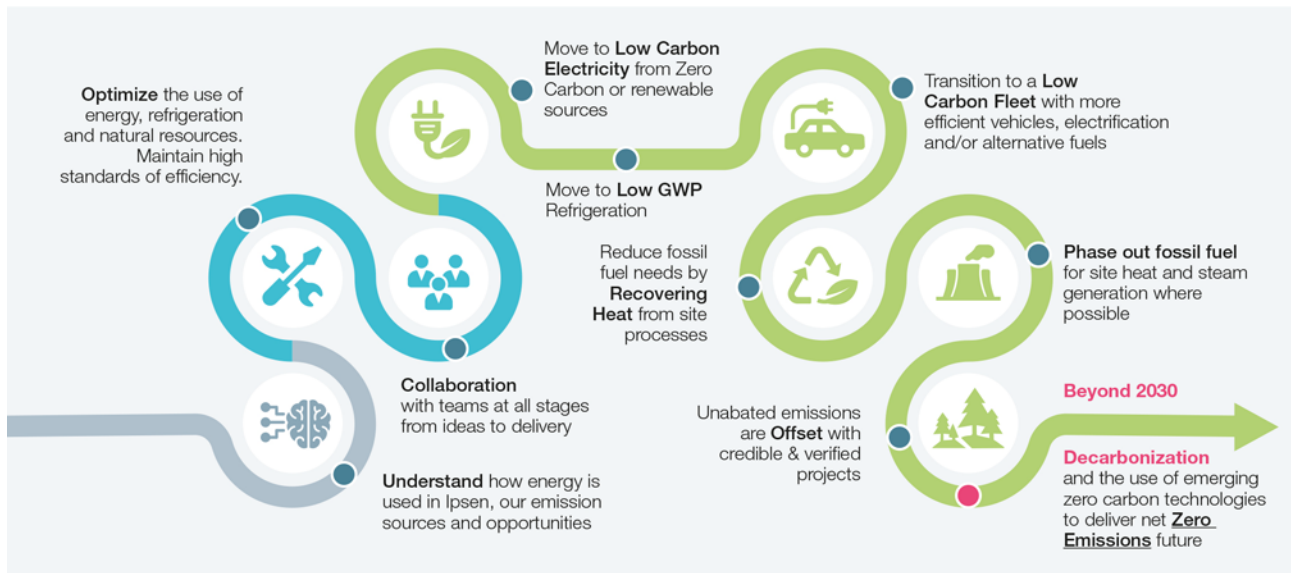 Optimize the use of
energy, refrigeration
and natural resources.
Maintain high
standards of efficiency.
Move to Low Carbon
Electricity from Zero
Carbon or renewable
sources
Transition to a Low
Carbon Fleet with more
efficient vehicles, electrification
and/or alternative fuels
Move to Low GWP
Refrigeration
Reduce fossil
fuel needs by
Recovering
Heat from site
processes
Phase out fossil fuel
for site heat and steam
generation where
possible
Collaboration
with teams at all stages
from ideas to delivery
Understand how energy is
used in Ipsen, our emission
sources and opportunities
Unabated emissions
are Offset with
credible & verified
projects
Beyond 2030
Decarbonization
and the use of emerging
zero carbon technologies
to deliver net Zero
Emissions future